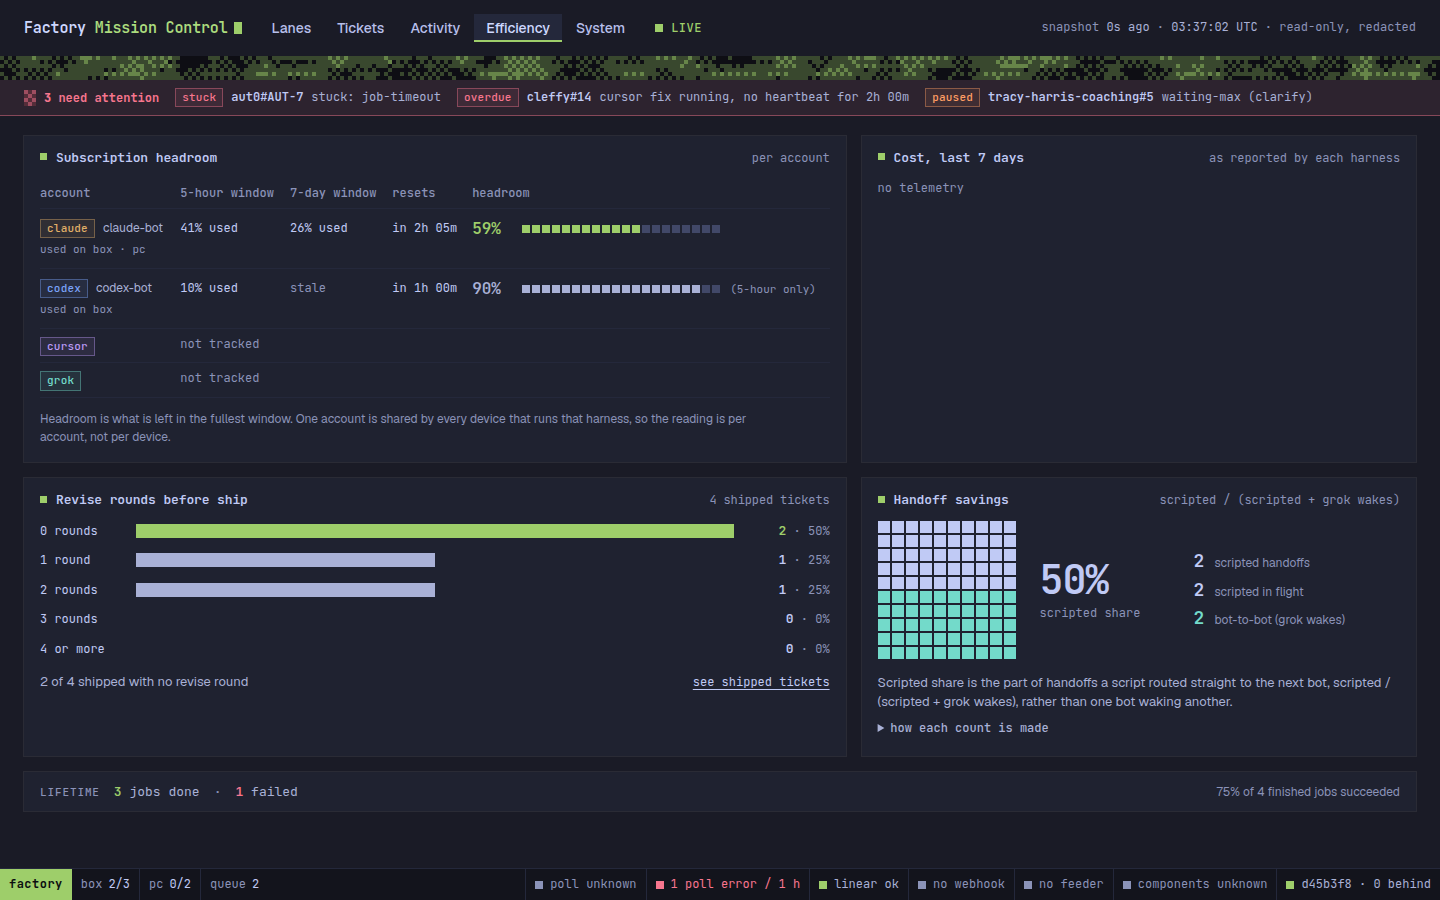 Factory Mission Control Lanes Tickets Activity Efficiency System LIVE snapshot 0s ago · 03:37:02 UTC · read-only, redacted
3 need attention stuck aut0#AUT-7 stuck: job-timeout overdue cleffy#14 cursor fix running, no heartbeat for 2h 00m paused tracy-harris-coaching#5 waiting-max (clarify)
Subscription headroom per account
account 5-hour window 7-day window resets headroom
claude claude-bot 41% used 26% used in 2h 05m 59%
used on box · pc
codex codex-bot 10% used stale in 1h 00m 90% (5-hour only)
used on box
cursor not tracked
grok not tracked
Headroom is what is left in the fullest window. One account is shared by every device that runs that harness, so the reading is per
account, not per device.
Cost, last 7 days as reported by each harness
no telemetry
Revise rounds before ship 4 shipped tickets
0 rounds 2 · 50%
1 round 1 · 25%
2 rounds 1 · 25%
3 rounds 0 · 0%
4 or more 0 · 0%
2 of 4 shipped with no revise round see shipped tickets
Handoff savings scripted / (scripted + grok wakes)
50%
scripted share
2 scripted handoffs
2 scripted in flight
2 bot-to-bot (grok wakes)
Scripted share is the part of handoffs a script routed straight to the next bot, scripted /
(scripted + grok wakes), rather than one bot waking another.
how each count is made
LIFETIME 3 jobs done · 1 failed 75% of 4 finished jobs succeeded
factory box 2/3 pc 0/2 queue 2 poll unknown 1 poll error / 1 h linear ok no webhook no feeder components unknown d45b3f8 · 0 behind